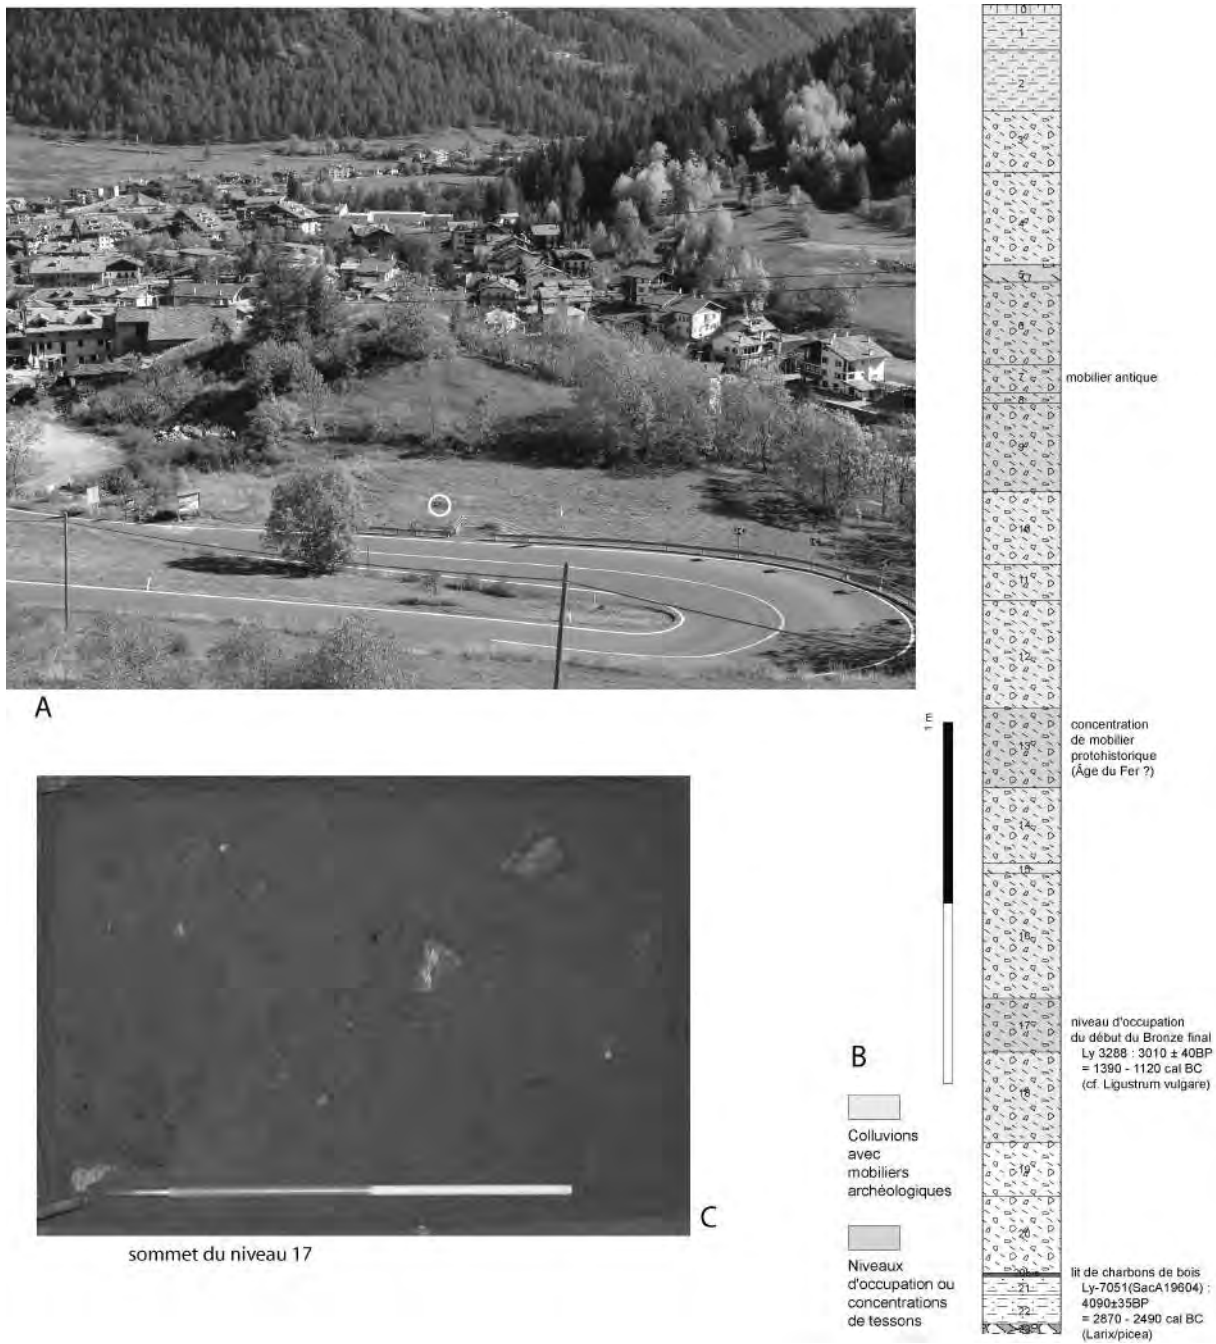 0
1
2
3
4
5
6
7
mobilier antique
8
9
10
11
12
13
concentration
de mobilier
protohistorique
(Âge du Fer ?)
14
15
16
17
niveau d'occupation
du début du Bronze final
Ly 3288 : 3010 ± 40BP
= 1390 - 1120 cal BC
(cf. Ligustrum vulgare)
18
19
20
lit de charbons de bois
Ly-7051(SacA19604) :
4090±35BP
= 2870 - 2490 cal BC
(Larix/picea)
21
22
A
m
1
B
Colluvions
avec
mobiliers
archéologiques
Niveaux
d'occupation ou
concentrations
de tessons
C
sommet du niveau 17